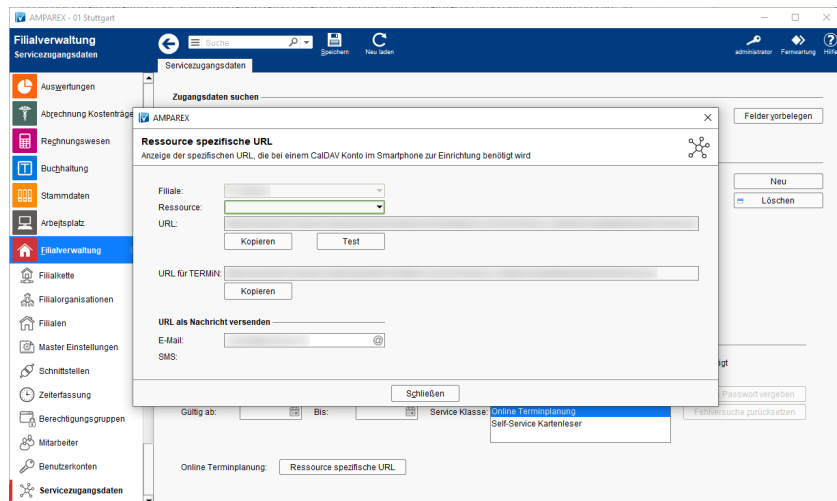 AMPAREX - 01 Stuttgart
Filialverwaltung
Servicezugangsdaten
Suche
Speichern
Neu laden
administrator
Fernwartung
Hilfe
Servicezugangsdaten
Auswertungen
Abrechnung Kostenträge
Rechnungswesen
Buchhaltung
Stammdaten
Arbeitsplatz
Filialverwaltung
Filialkette
Filialorganisationen
Filialen
Master Einstellungen
Schnittstellen
Zeiterfassung
Berechtigungsgruppen
Mitarbeiter
Benutzerkonten
Servicezugangsdaten
Zugangsdaten suchen
Felder vorbelegen
Neu
Löschen
AMPAREX
Ressource spezifische URL
Anzeige der spezifischen URL, die bei einem CalDAV Konto im Smartphone zur Einrichtung benötigt wird
Filiale:
Ressource:
URL:
Kopieren
Test
URL für TERMiN:
Kopieren
URL als Nachricht versenden
E-Mail:
@
SMS:
Schließen
Passwort vergeben
Gültig ab:
Bis:
Service Klasse:
Online Terminplanung
Self-Service Kartenleser
Fehlversuche zurücksetzen
Online Terminplanung:
Ressource spezifische URL